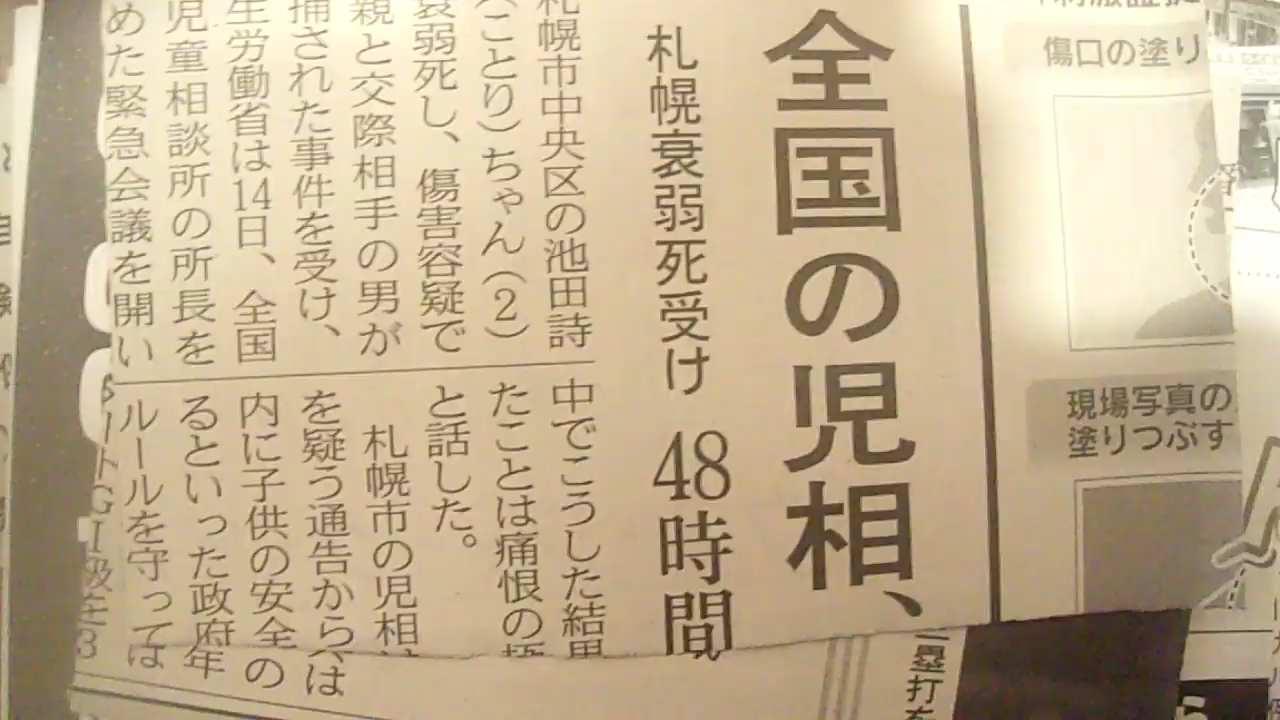 傷口の塗り
現場写真の
塗りつぶす
全国の児相、
札幌衰弱死受け 48時間
札幌市中央区の池田詩
(ことり)ちゃん(2)
衰弱死し、傷害容疑で
親と交際相手の男が
捕された事件を受け、
生労働省は14日、全国
児童相談所の所長を
めた緊急会議を開い
中でこうした結果
たことは痛恨の極
と話した。
札幌市の児相は
を疑う通告から
内に子供の安全の
るといった政府
ルールを守っては
塁打を